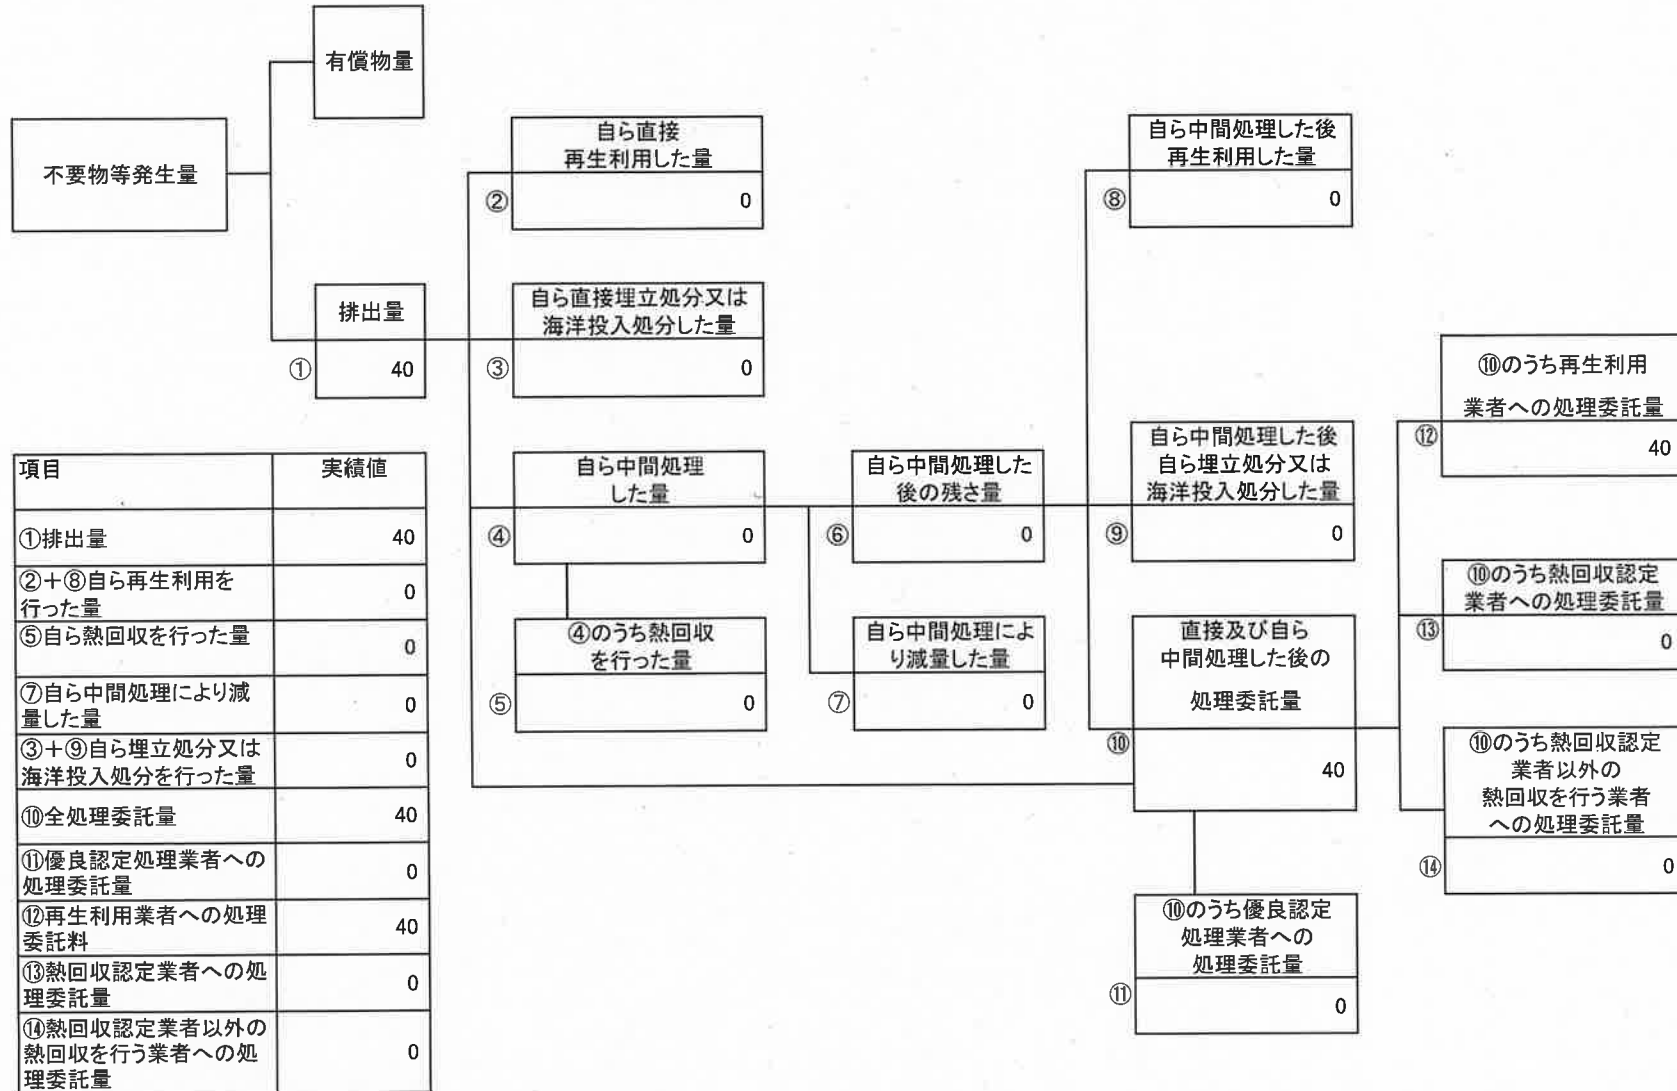 有償物量
不要物等発生量
自ら直接
再生利用した量
②
0
自ら中間処理した後
再生利用した量
⑧
0
排出量
①
40
自ら直接埋立処分又は
海洋投入処分した量
③
0
⑩のうち再生利用
業者への処理委託量
⑫
40
自ら中間処理
した量
④
0
自ら中間処理した
後の残さ量
⑥
0
自ら中間処理した後
自ら埋立処分又は
海洋投入処分した量
⑨
0
⑩のうち熱回収認定
業者への処理委託量
⑬
0
④のうち熱回収
を行った量
⑤
0
自ら中間処理によ
り減量した量
⑦
0
直接及び自ら
中間処理した後の
処理委託量
⑩
40
⑩のうち熱回収認定
業者以外の
熱回収を行う業者
への処理委託量
⑭
0
⑩のうち優良認定
処理業者への
処理委託量
⑪
0
項目 実績値
①排出量 40
②+⑧自ら再生利用を
行った量 0
⑤自ら熱回収を行った量 0
⑦自ら中間処理により減
量した量 0
③+⑨自ら埋立処分又は
海洋投入処分を行った量 0
⑩全処理委託量 40
⑪優良認定処理業者への
処理委託量 0
⑫再生利用業者への処理
委託料 40
⑬熱回収認定業者への処
理委託量 0
⑭熱回収認定業者以外の
熱回収を行う業者への処 0
理委託量